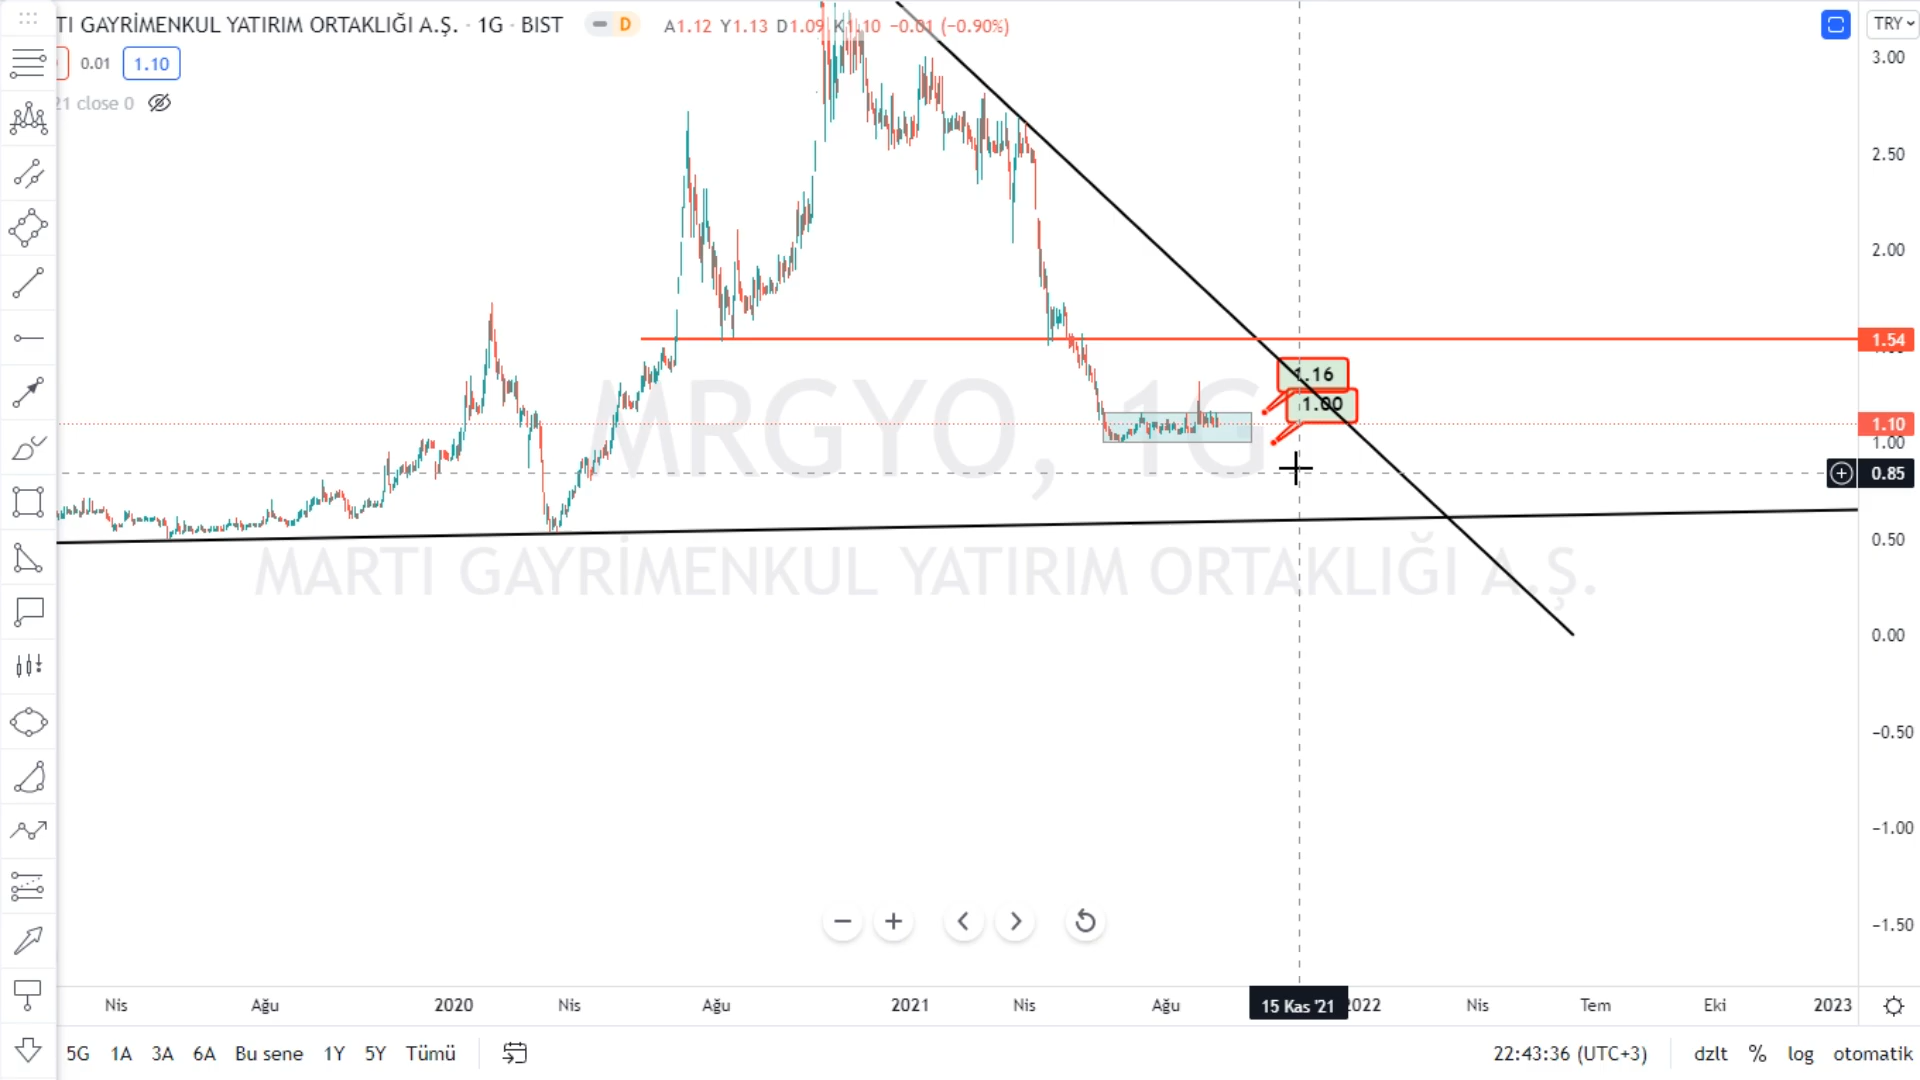 TI GAYRİMENKUL YATIRIM ORTAKLIĞI A.Ş. · 1G · BIST
D
A1.12 Y1.13 D1.09 K1.10 −0.01 (−0.90%)
TRY
0.01
1.10
21 close 0
3.00
2.50
2.00
1.54
1.16
1.00
1.10
1.00
0.85
0.50
0.00
−0.50
−1.00
−1.50
MRGYO, 1G
MARTI GAYRİMENKUL YATIRIM ORTAKLIĞI A.Ş.
Nis
Ağu
2020
Nis
Ağu
2021
Nis
Ağu
15 Kas '21
2022
Nis
Tem
Eki
2023
5G
1A
3A
6A
Bu sene
1Y
5Y
Tümü
22:43:36 (UTC+3)
dzlt
%
log
otomatik